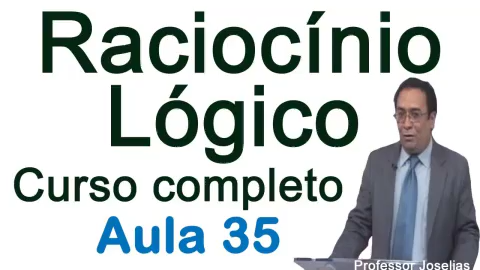 Raciocínio
Lógico
Curso completo
Aula 35
Professor Joselias